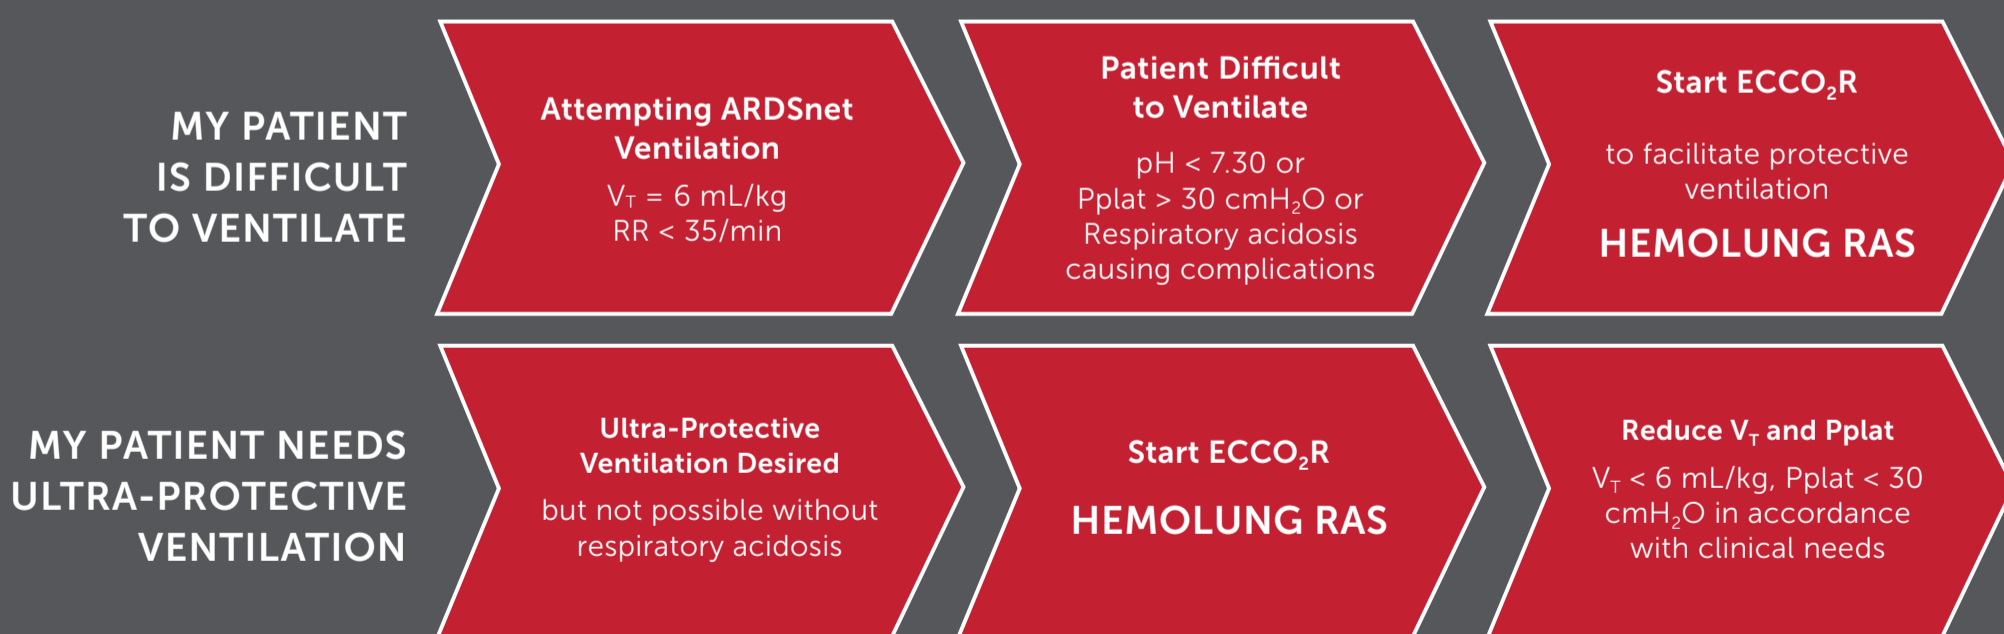 MY PATIENT
IS DIFFICULT
TO VENTILATE
Attempting ARDSnet
Ventilation
V_T = 6 mL/kg
RR < 35/min
Patient Difficult
to Ventilate
pH < 7.30 or
Pplat > 30 cmH₂O or
Respiratory acidosis
causing complications
Start ECCO₂R
to facilitate protective
ventilation
HEMOLUNG RAS
MY PATIENT NEEDS
ULTRA-PROTECTIVE
VENTILATION
Ultra-Protective
Ventilation Desired
but not possible without
respiratory acidosis
Start ECCO₂R
HEMOLUNG RAS
Reduce V_T and Pplat
V_T < 6 mL/kg, Pplat < 30
cmH₂O in accordance
with clinical needs